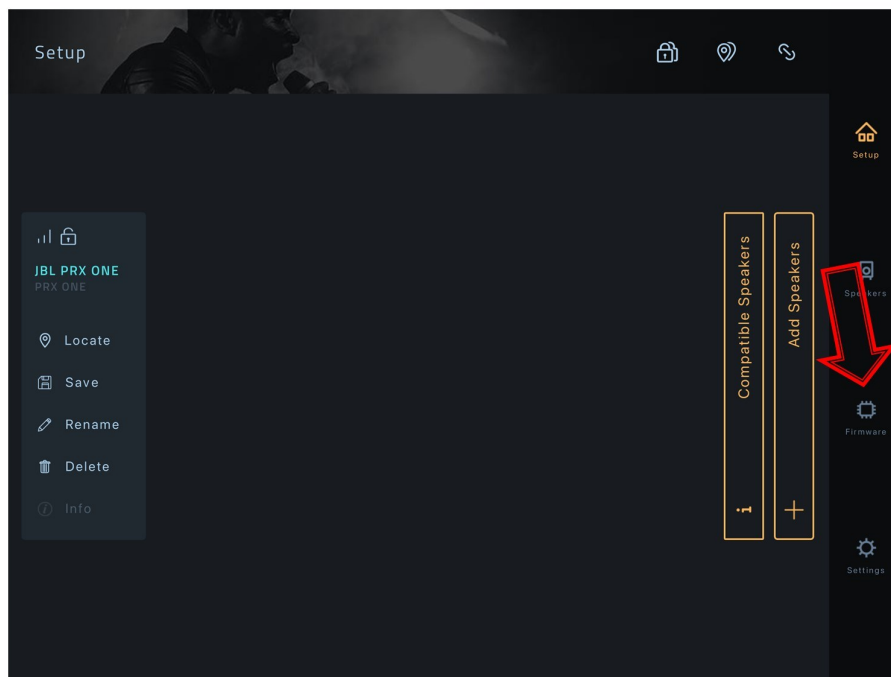 Setup
JBL PRX ONE
PRX ONE
Locate
Save
Rename
Delete
Info
Compatible Speakers
Add Speakers
Setup
Speakers
Firmware
Settings